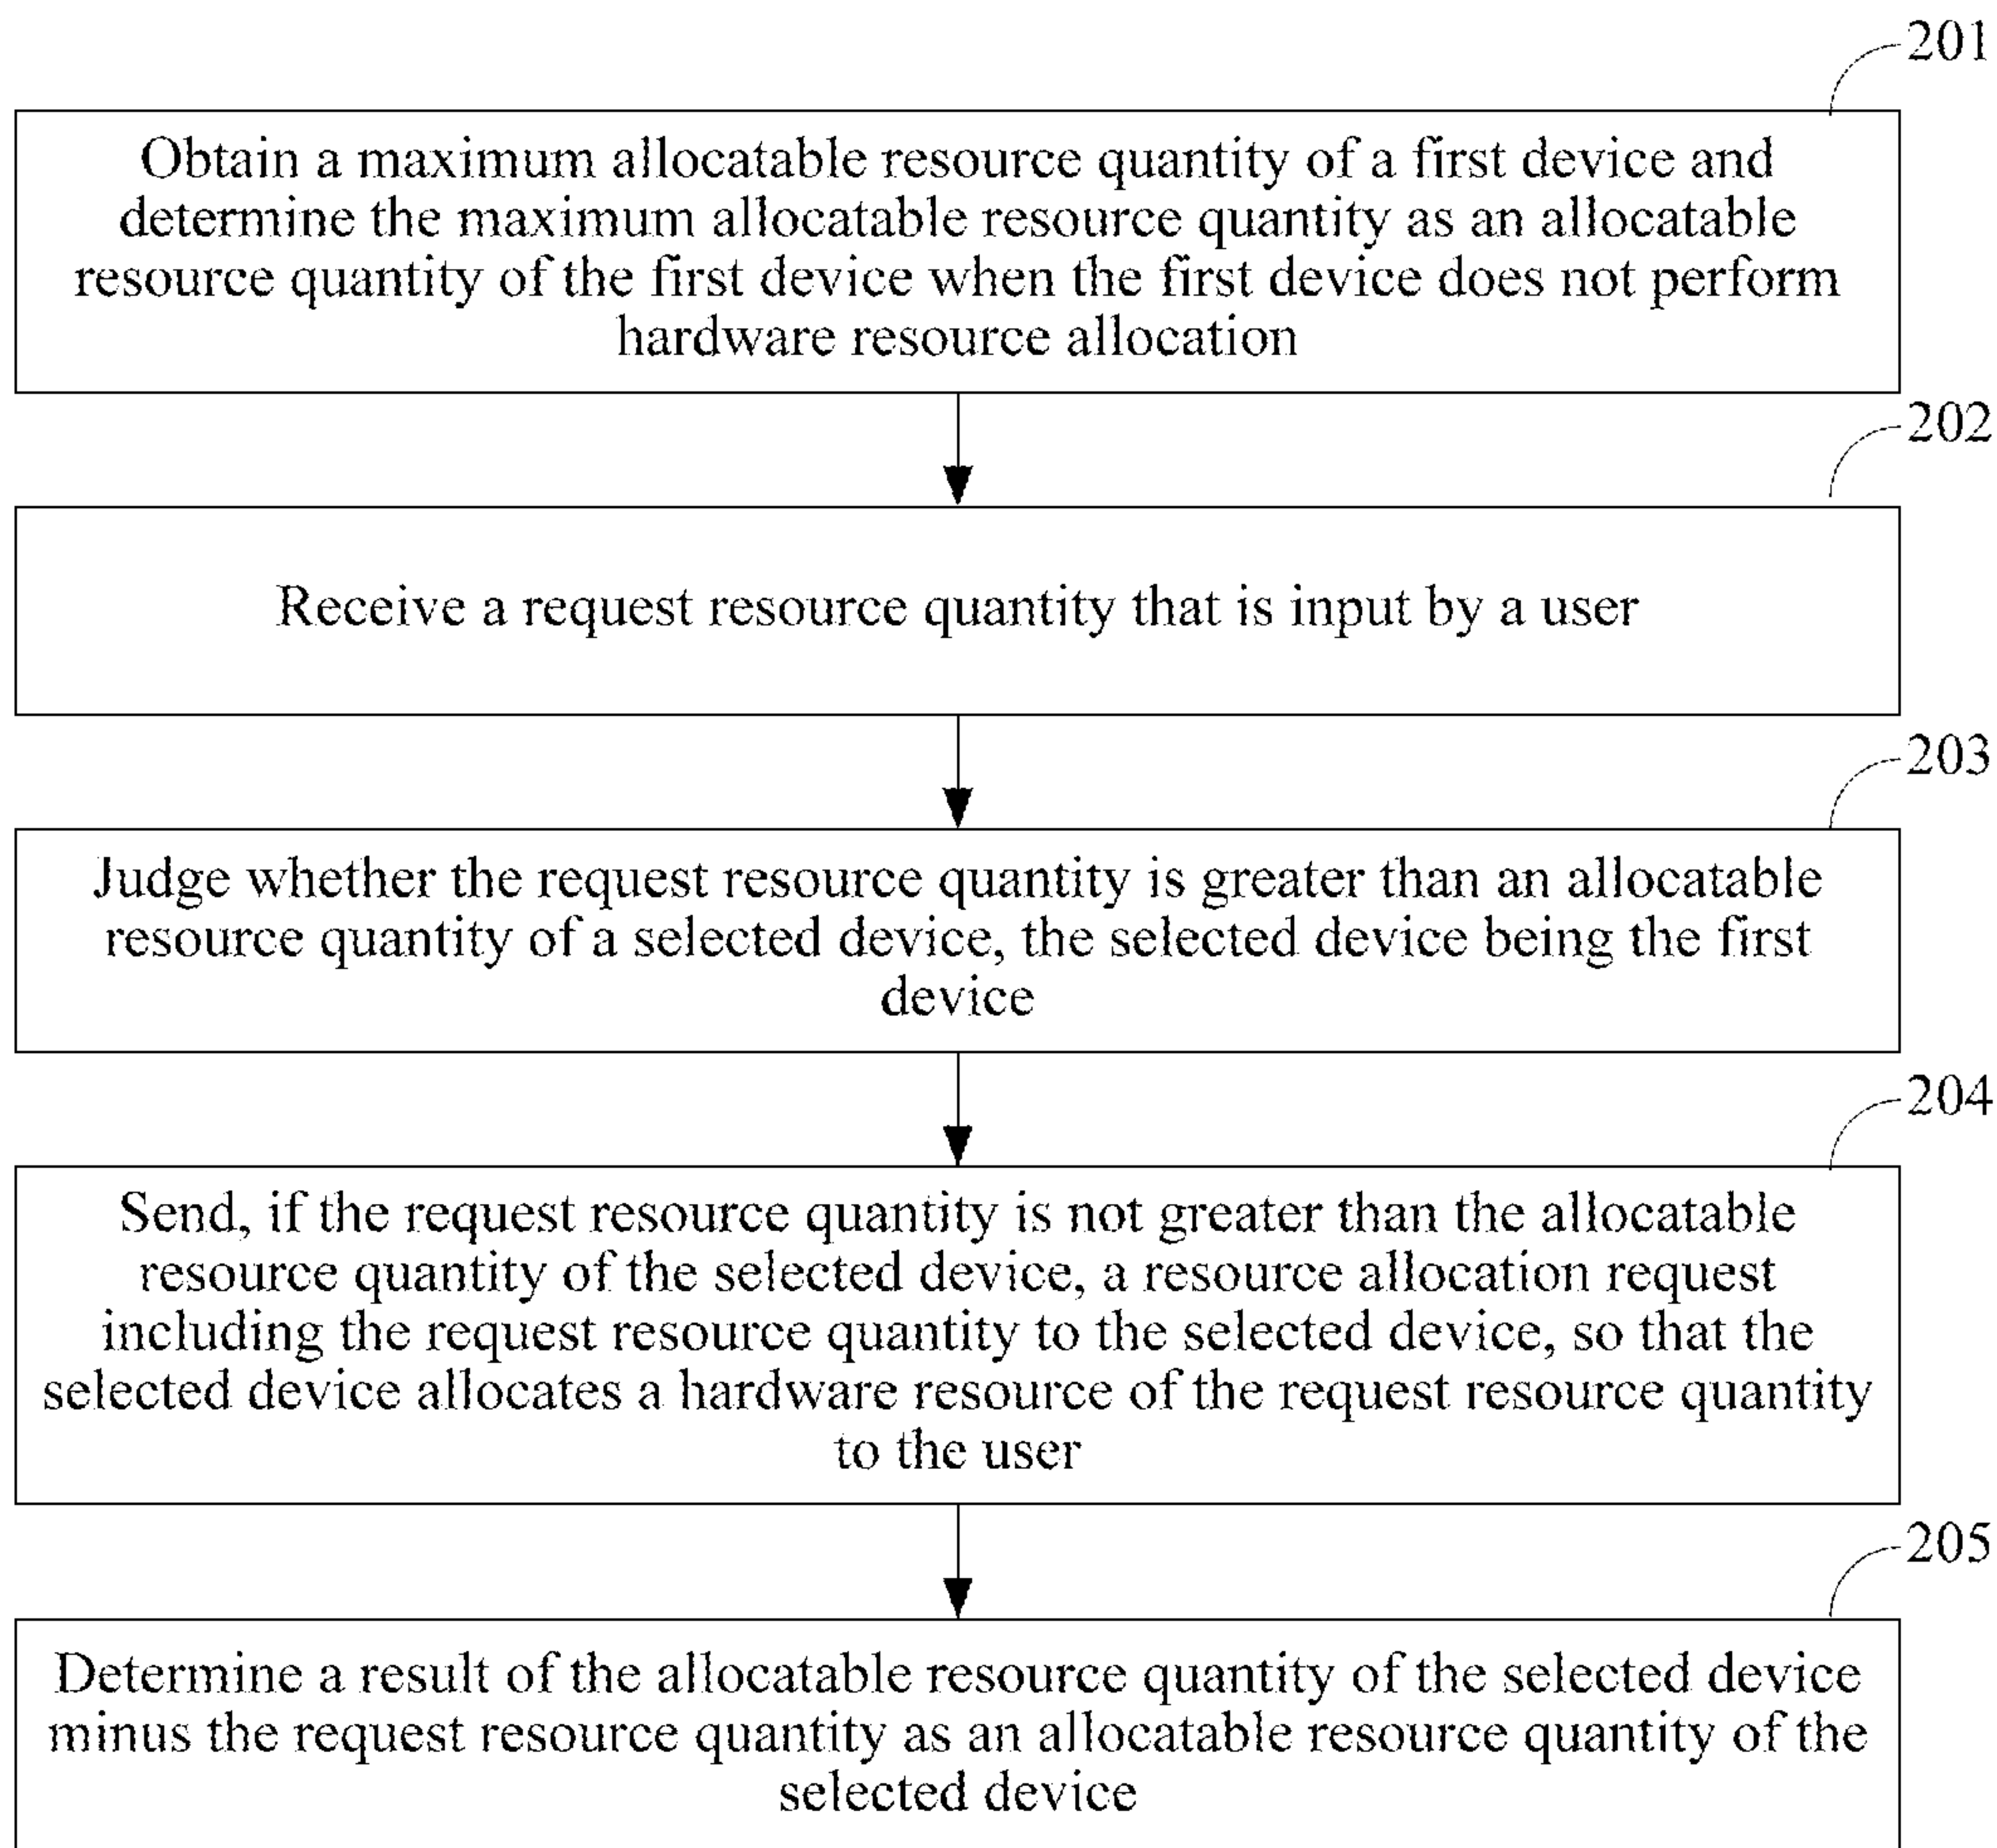 201
Obtain a maximum allocatable resource quantity of a first device and
determine the maximum allocatable resource quantity as an allocatable
resource quantity of the first device when the first device does not perform
hardware resource allocation
202
Receive a request resource quantity that is input by a user
203
Judge whether the request resource quantity is greater than an allocatable
resource quantity of a selected device, the selected device being the first
device
204
Send, if the request resource quantity is not greater than the allocatable
resource quantity of the selected device, a resource allocation request
including the request resource quantity to the selected device, so that the
selected device allocates a hardware resource of the request resource quantity
to the user
205
Determine a result of the allocatable resource quantity of the selected device
minus the request resource quantity as an allocatable resource quantity of the
selected device